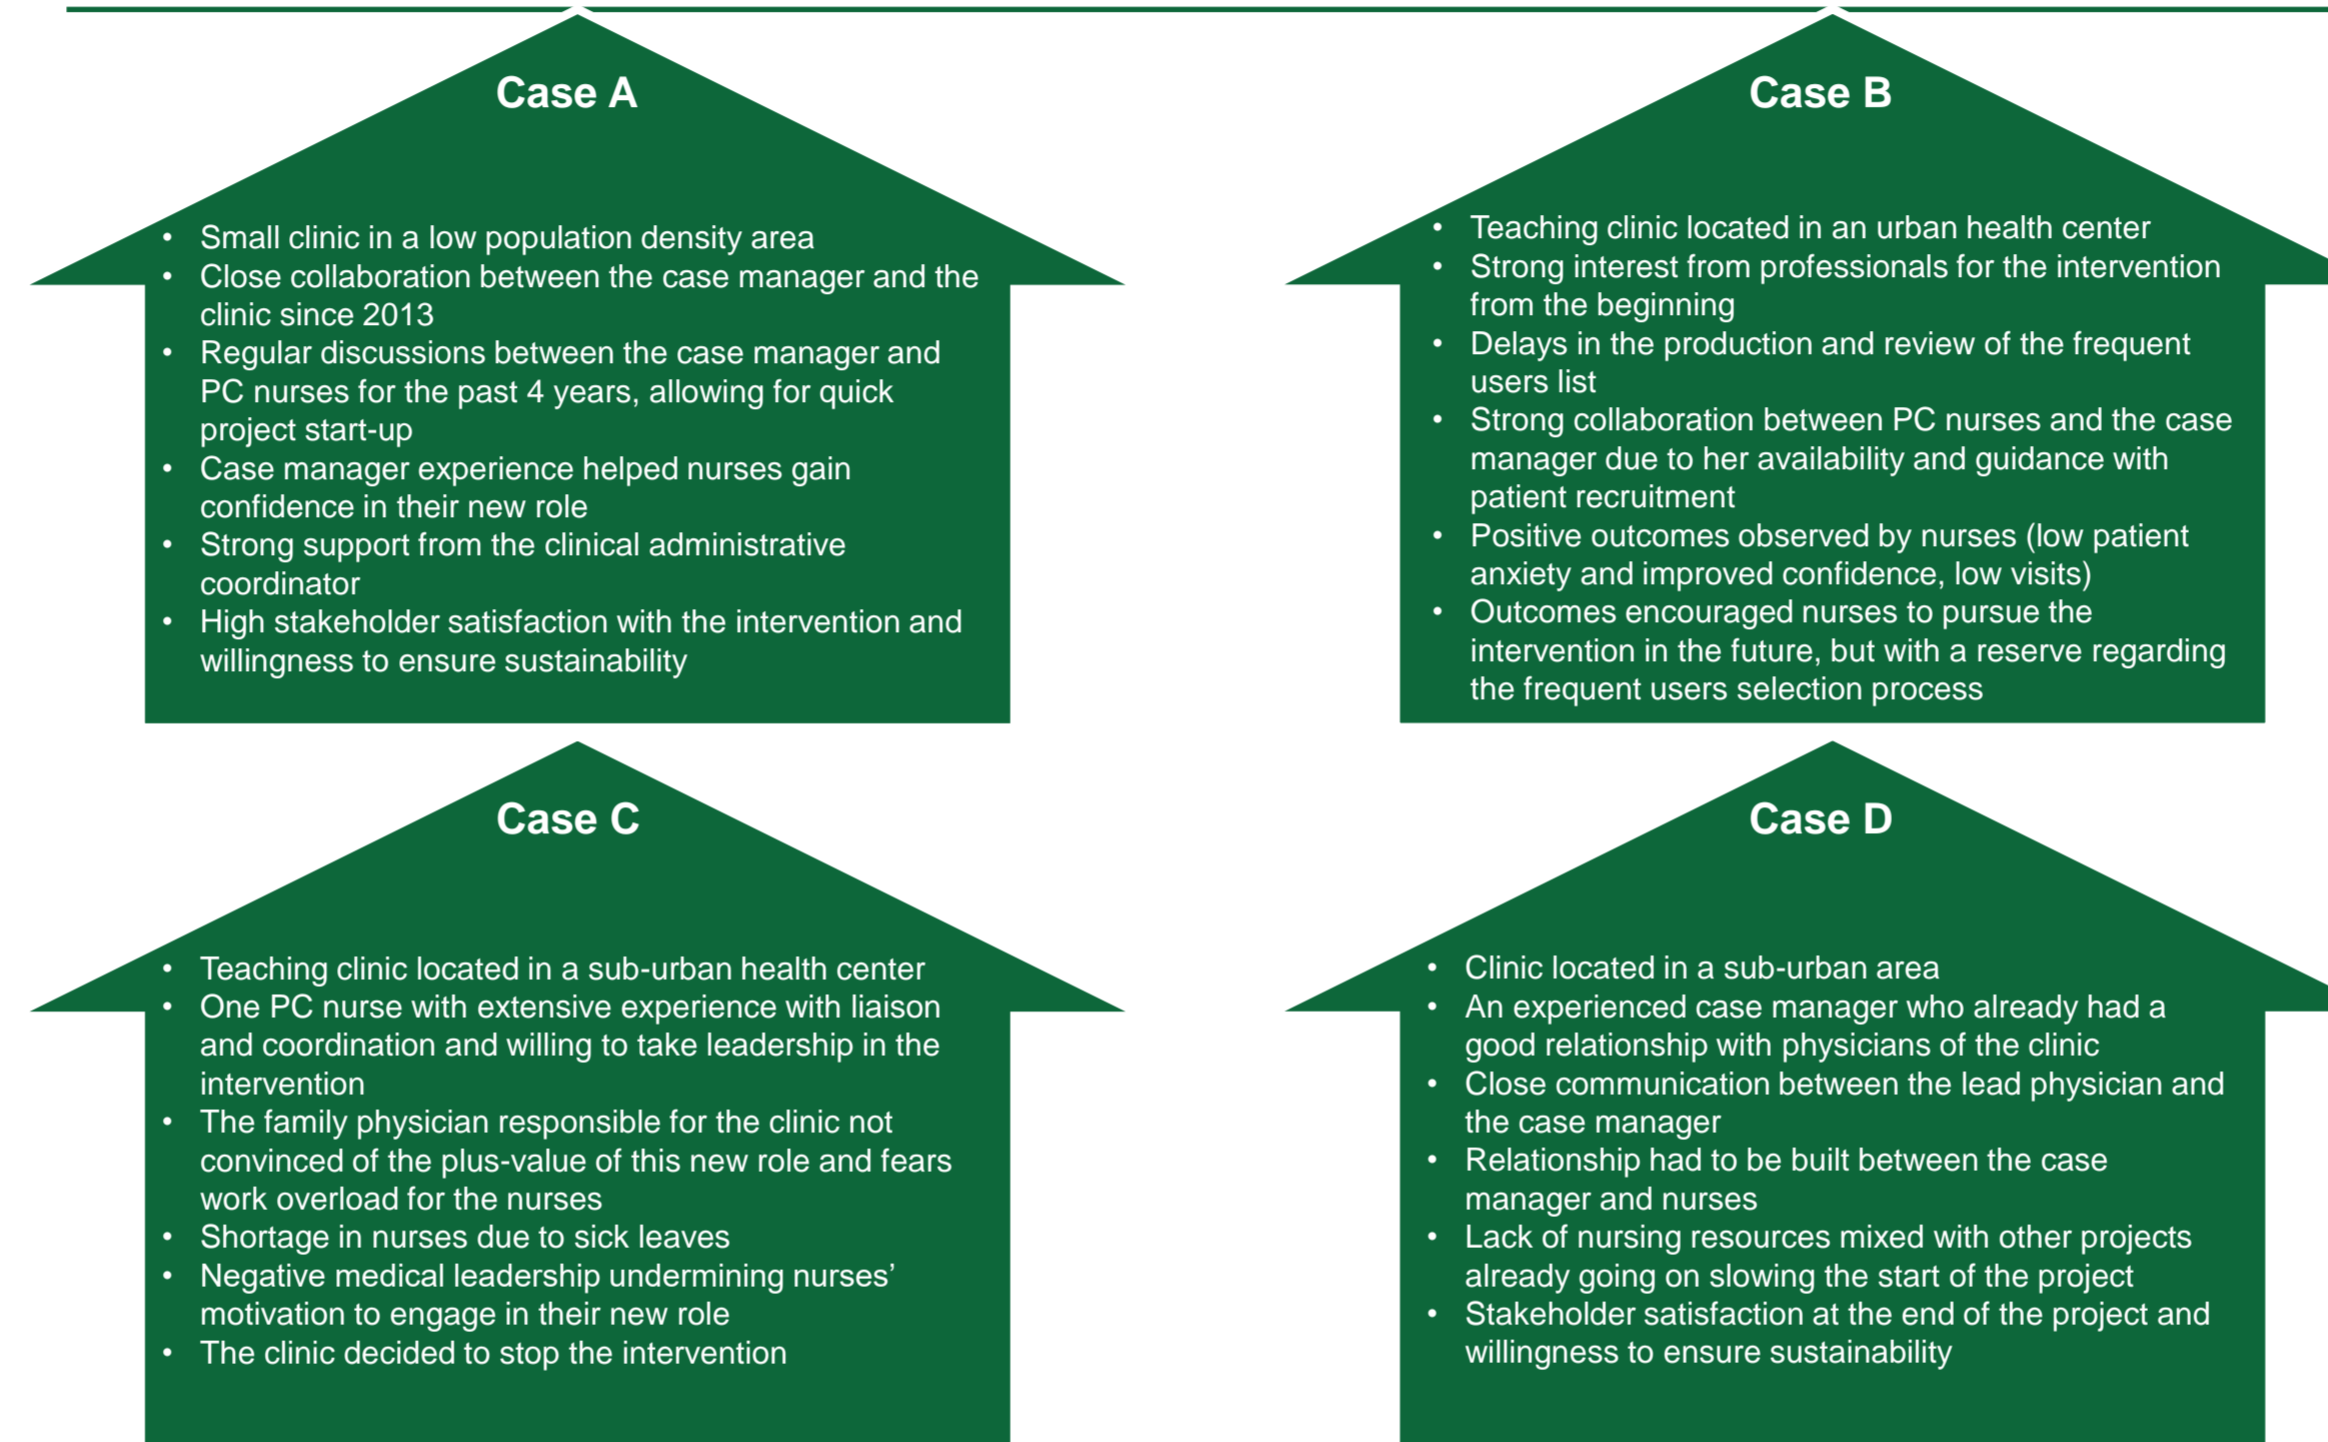 Case A
• Small clinic in a low population density area
• Close collaboration between the case manager and the
clinic since 2013
• Regular discussions between the case manager and
PC nurses for the past 4 years, allowing for quick
project start-up
• Case manager experience helped nurses gain
confidence in their new role
• Strong support from the clinical administrative
coordinator
• High stakeholder satisfaction with the intervention and
willingness to ensure sustainability
Case B
• Teaching clinic located in an urban health center
• Strong interest from professionals for the intervention
from the beginning
• Delays in the production and review of the frequent
users list
• Strong collaboration between PC nurses and the case
manager due to her availability and guidance with
patient recruitment
• Positive outcomes observed by nurses (low patient
anxiety and improved confidence, low visits)
• Outcomes encouraged nurses to pursue the
intervention in the future, but with a reserve regarding
the frequent users selection process
Case C
• Teaching clinic located in a sub-urban health center
• One PC nurse with extensive experience with liaison
and coordination and willing to take leadership in the
intervention
• The family physician responsible for the clinic not
convinced of the plus-value of this new role and fears
work overload for the nurses
• Shortage in nurses due to sick leaves
• Negative medical leadership undermining nurses’
motivation to engage in their new role
• The clinic decided to stop the intervention
Case D
• Clinic located in a sub-urban area
• An experienced case manager who already had a
good relationship with physicians of the clinic
• Close communication between the lead physician and
the case manager
• Relationship had to be built between the case
manager and nurses
• Lack of nursing resources mixed with other projects
already going on slowing the start of the project
• Stakeholder satisfaction at the end of the project and
willingness to ensure sustainability